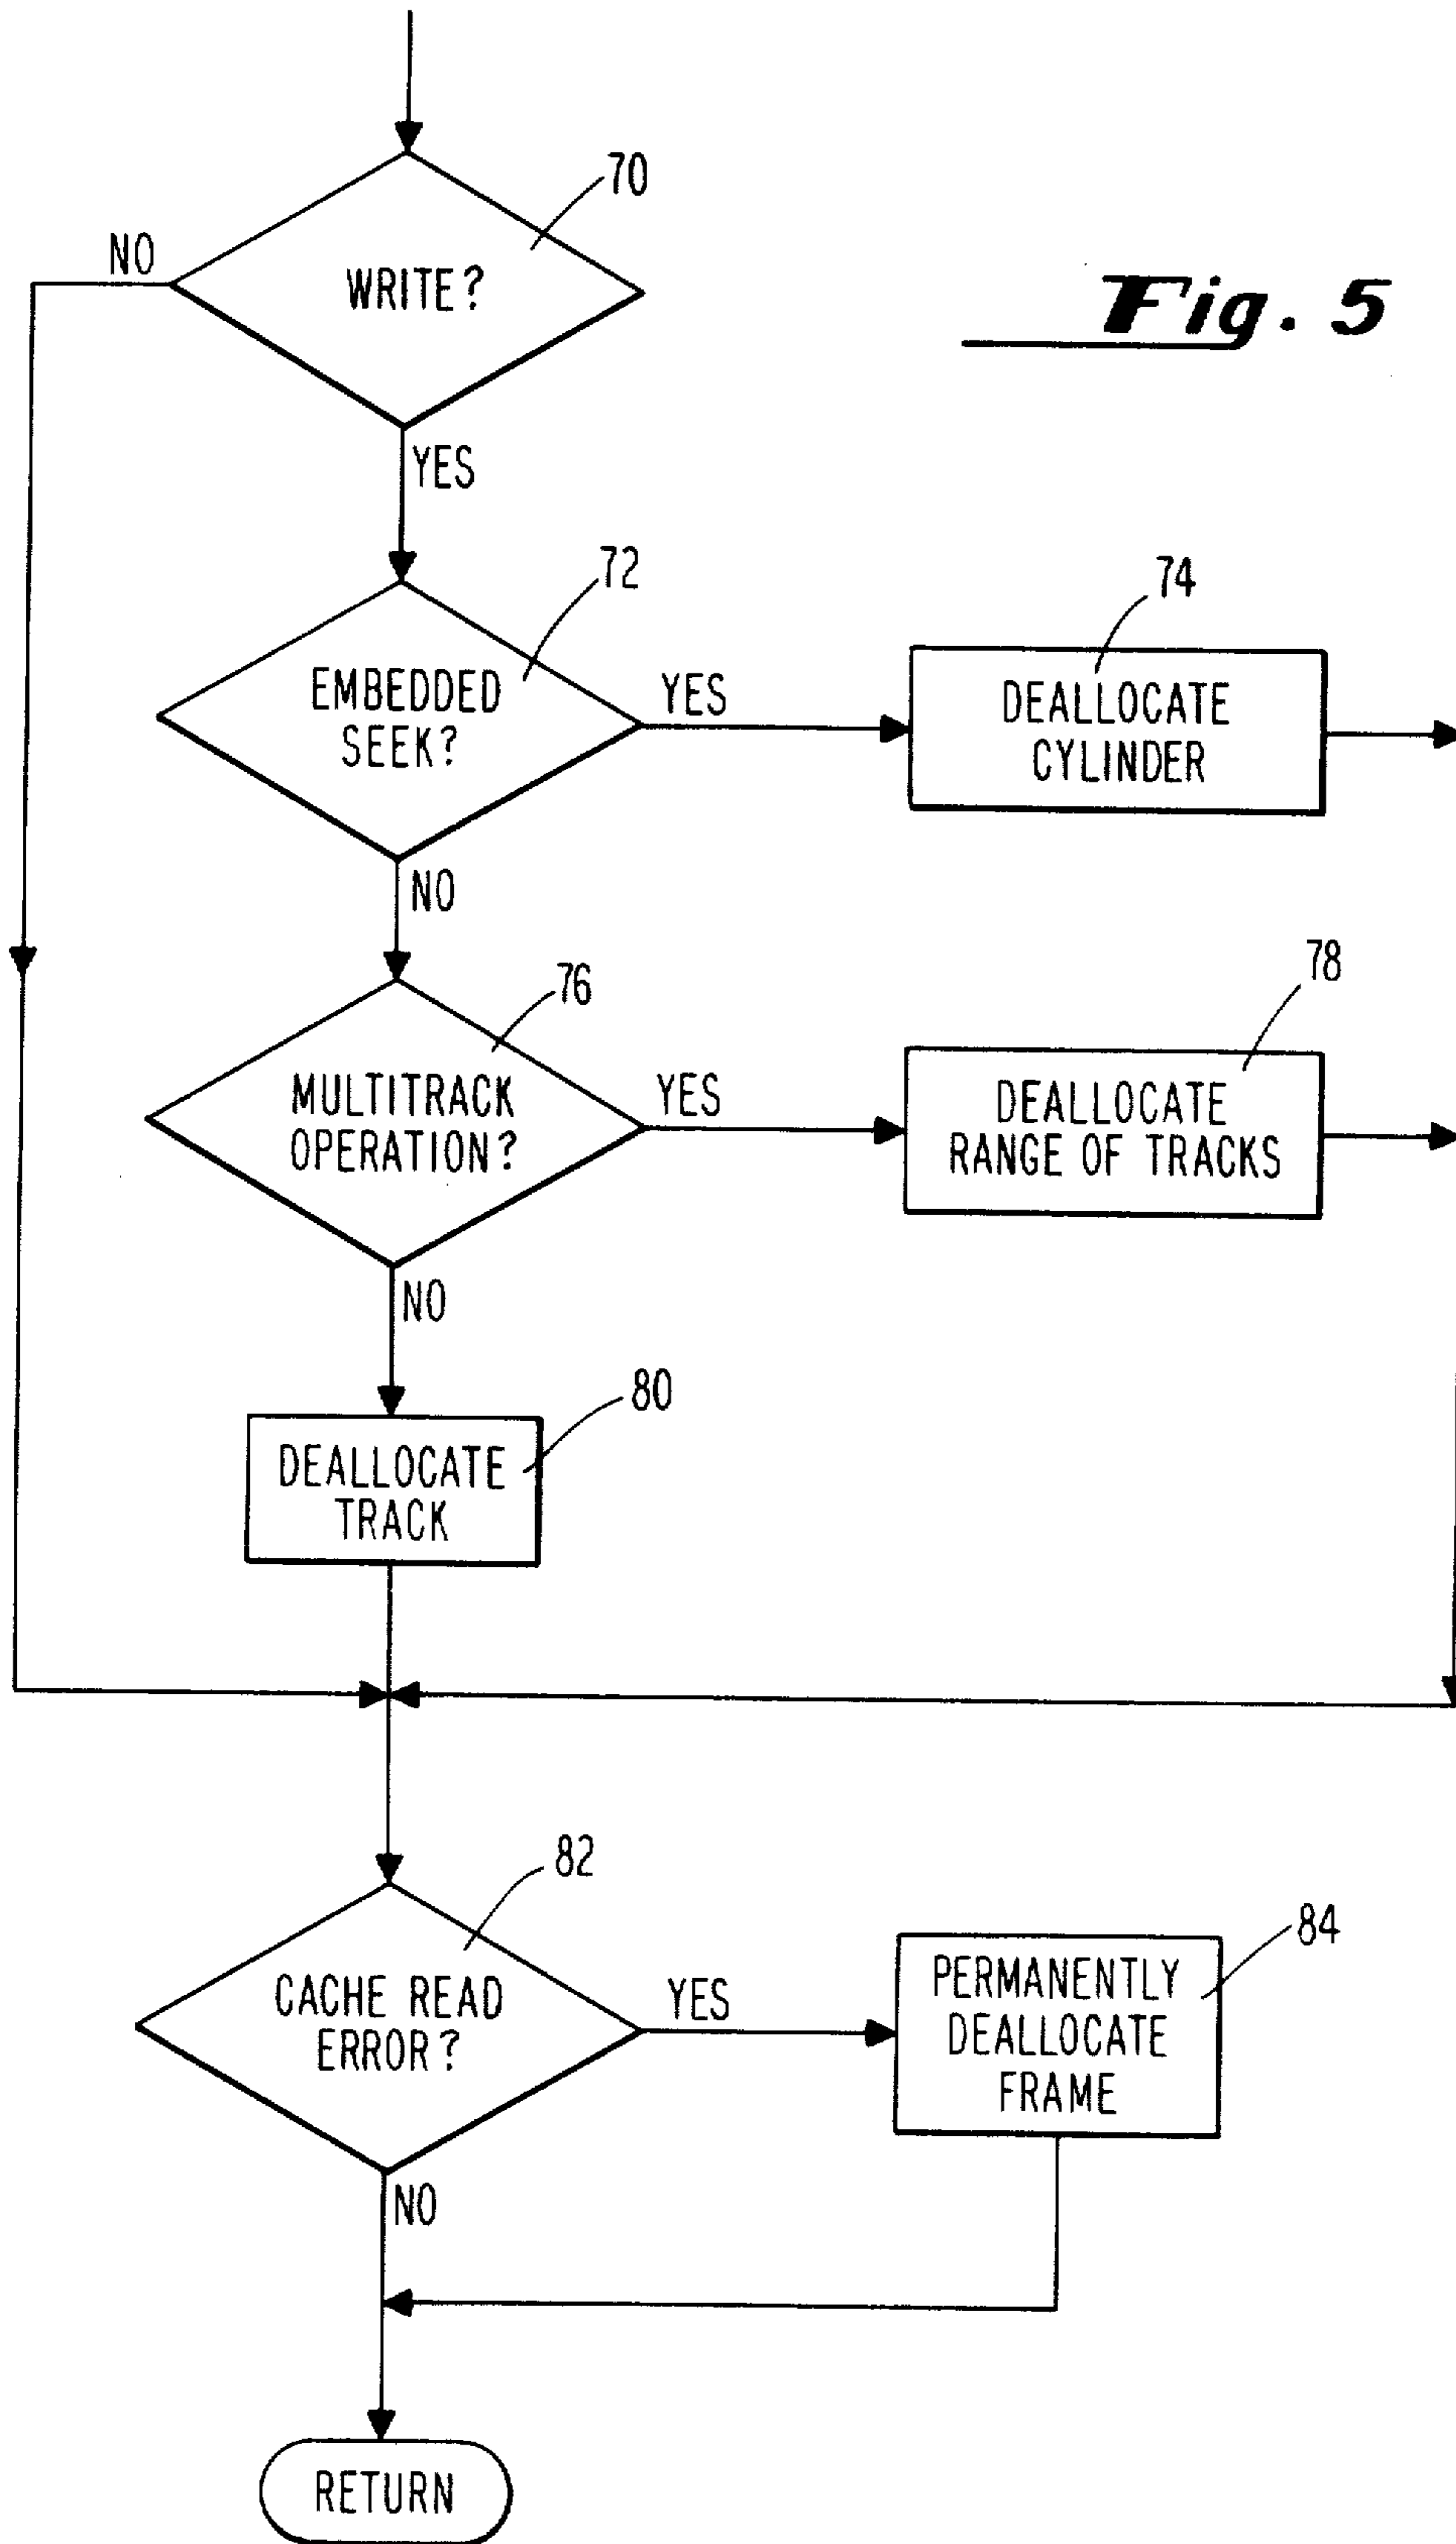 70
NO
WRITE?
Fig. 5
YES
72
74
EMBEDDED
SEEK?
YES
DEALLOCATE
CYLINDER
NO
76
78
MULTITRACK
OPERATION?
YES
DEALLOCATE
RANGE OF TRACKS
NO
80
DEALLOCATE
TRACK
82
84
CACHE READ
ERROR?
YES
PERMANENTLY
DEALLOCATE
FRAME
NO
RETURN